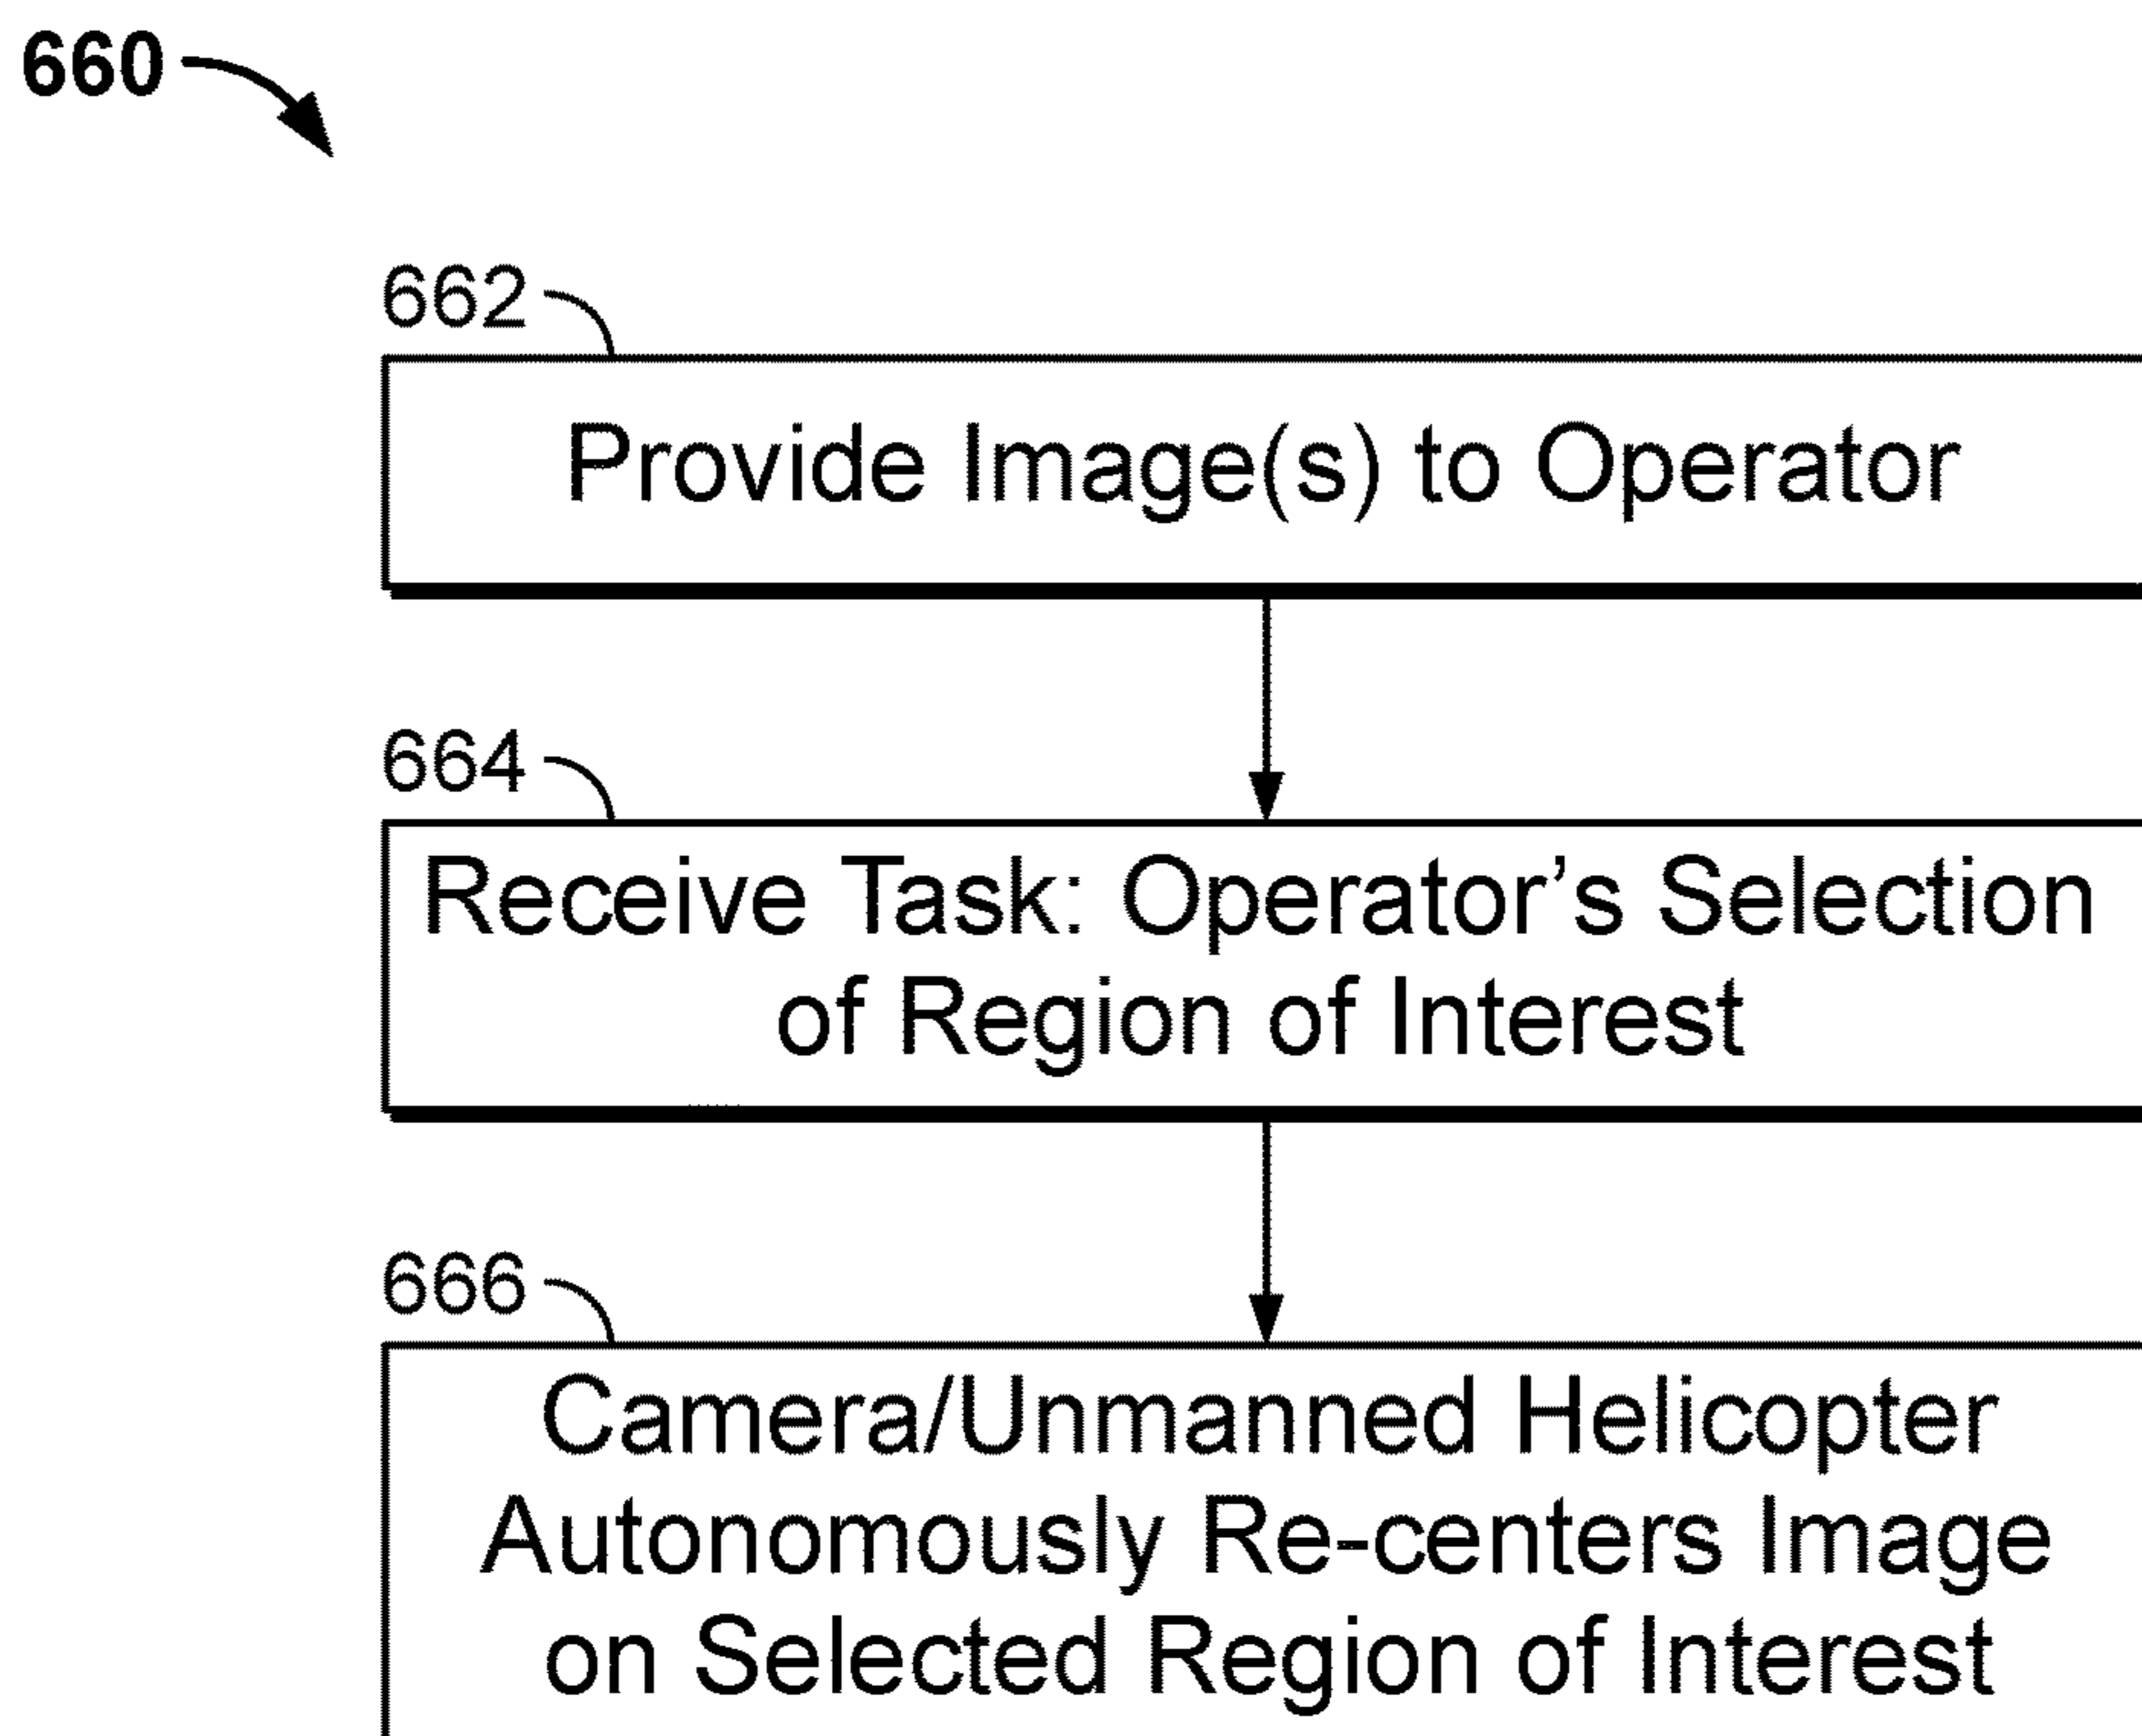 660
662
Provide Image(s) to Operator
664
Receive Task: Operator’s Selection
of Region of Interest
666
Camera/Unmanned Helicopter
Autonomously Re-centers Image
on Selected Region of Interest